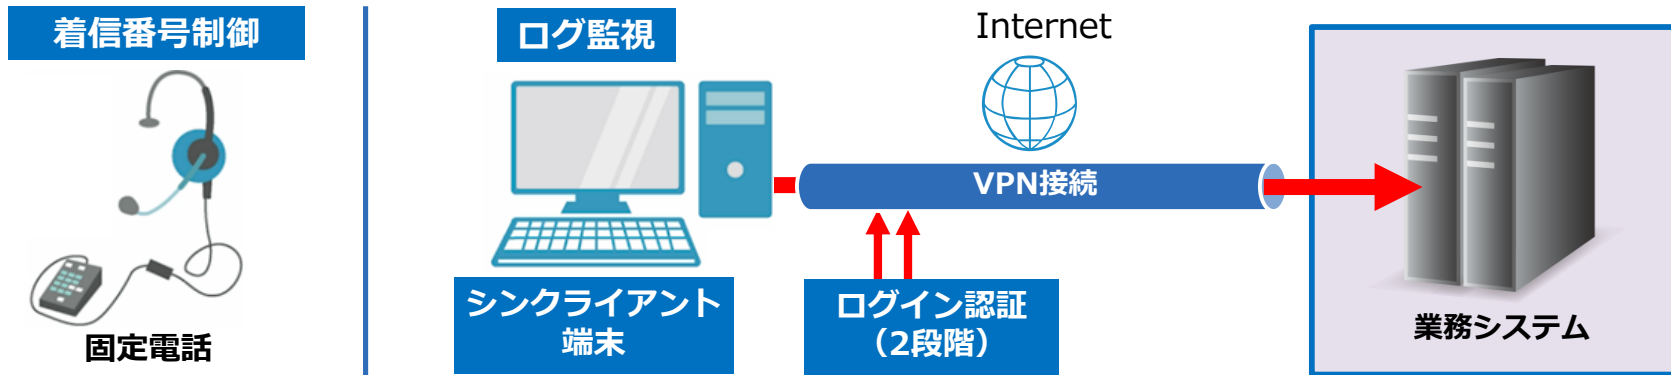 着信番号制御
固定電話
ログ監視
シンクライアント
端末
Internet
VPN接続
ログイン認証
（2段階）
業務システム